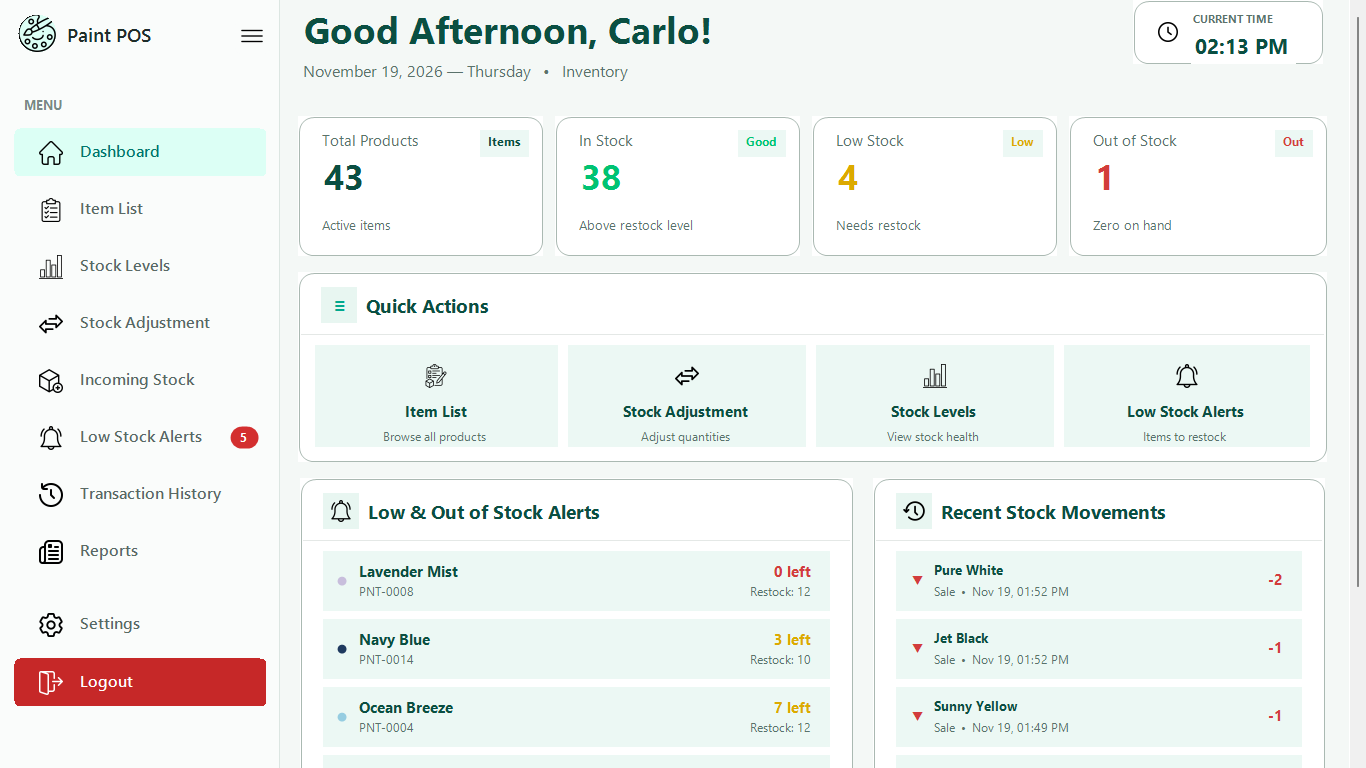 Paint POS
MENU
Dashboard
Item List
Stock Levels
Stock Adjustment
Incoming Stock
Low Stock Alerts 5
Transaction History
Reports
Settings
Logout
Good Afternoon, Carlo!
November 19, 2026 — Thursday • Inventory
CURRENT TIME
02:13 PM
Total Products Items
43
Active items
In Stock Good
38
Above restock level
Low Stock Low
4
Needs restock
Out of Stock Out
1
Zero on hand
Quick Actions
Item List
Browse all products
Stock Adjustment
Adjust quantities
Stock Levels
View stock health
Low Stock Alerts
Items to restock
Low & Out of Stock Alerts
Lavender Mist 0 left
PNT-0008 Restock: 12
Navy Blue 3 left
PNT-0014 Restock: 10
Ocean Breeze 7 left
PNT-0004 Restock: 12
Recent Stock Movements
Pure White
Sale • Nov 19, 01:52 PM -2
Jet Black
Sale • Nov 19, 01:52 PM -1
Sunny Yellow
Sale • Nov 19, 01:49 PM -1